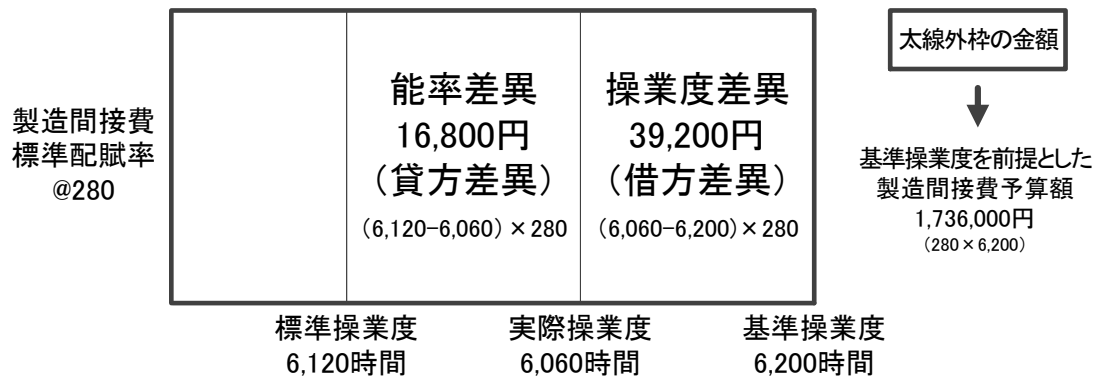 製造間接費
標準配賦率
@280
能率差異
16,800円
（貸方差異）
(6,120-6,060)×280
操業度差異
39,200円
（借方差異）
(6,060-6,200)×280
標準操業度
6,120時間
実際操業度
6,060時間
基準操業度
6,200時間
太線外枠の金額
基準操業度を前提とした
製造間接費予算額
1,736,000円
(280×6,200)